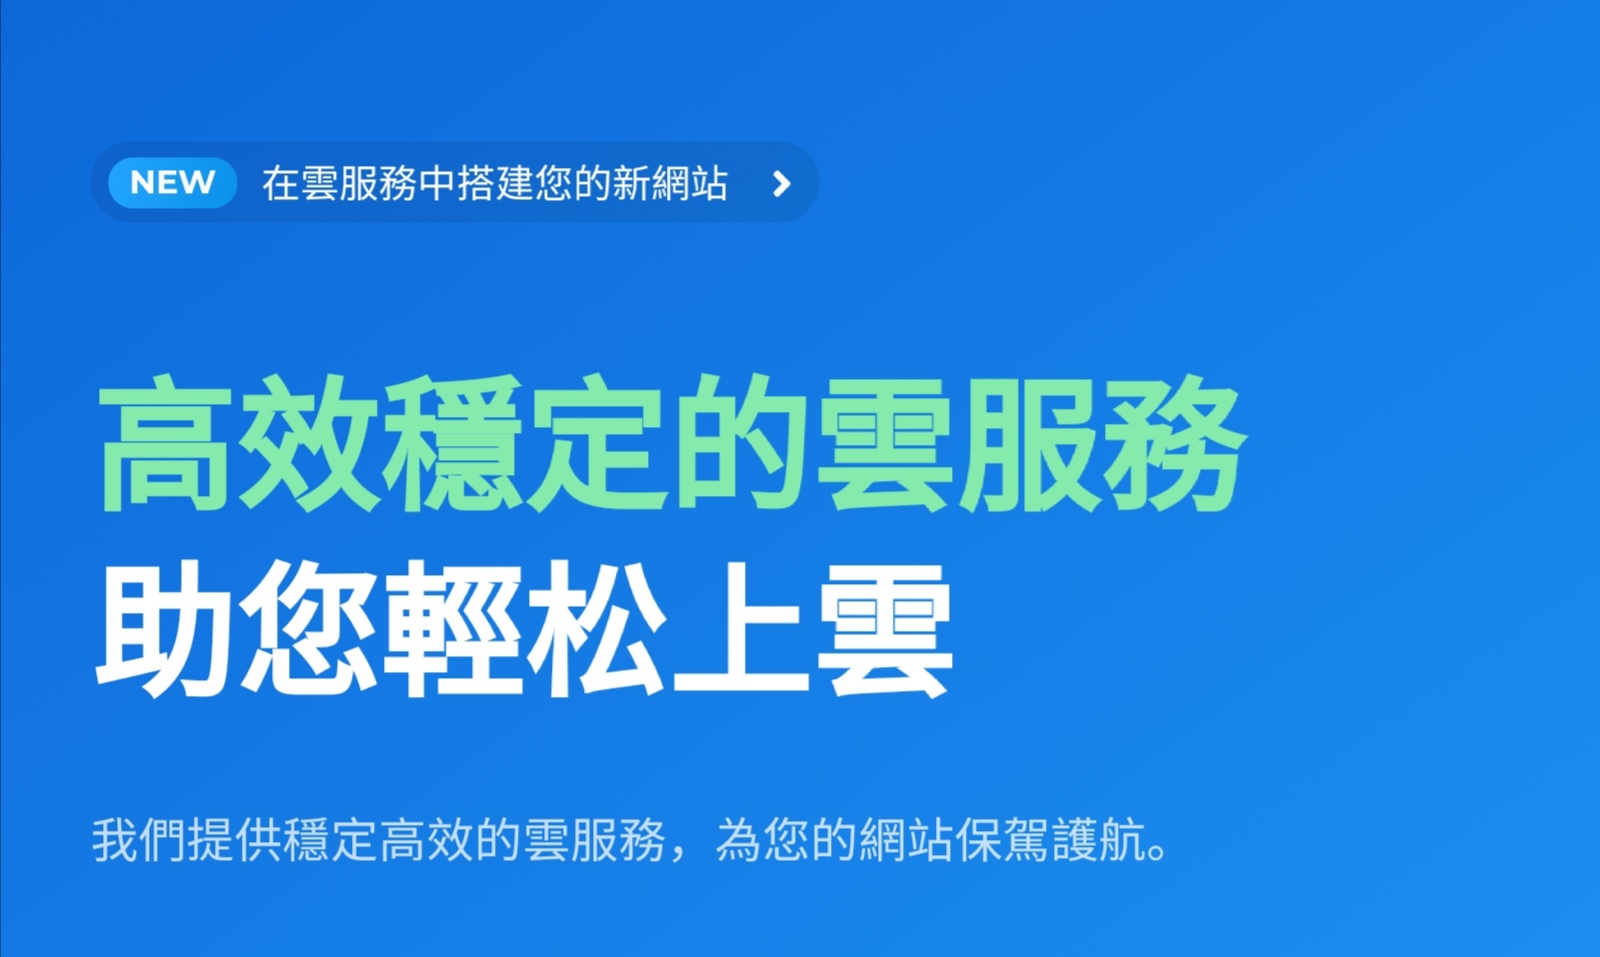 NEW 在雲服務中搭建您的新網站
高效穩定的雲服務
助您輕松上雲
我們提供穩定高效的雲服務，為您的網站保駕護航。